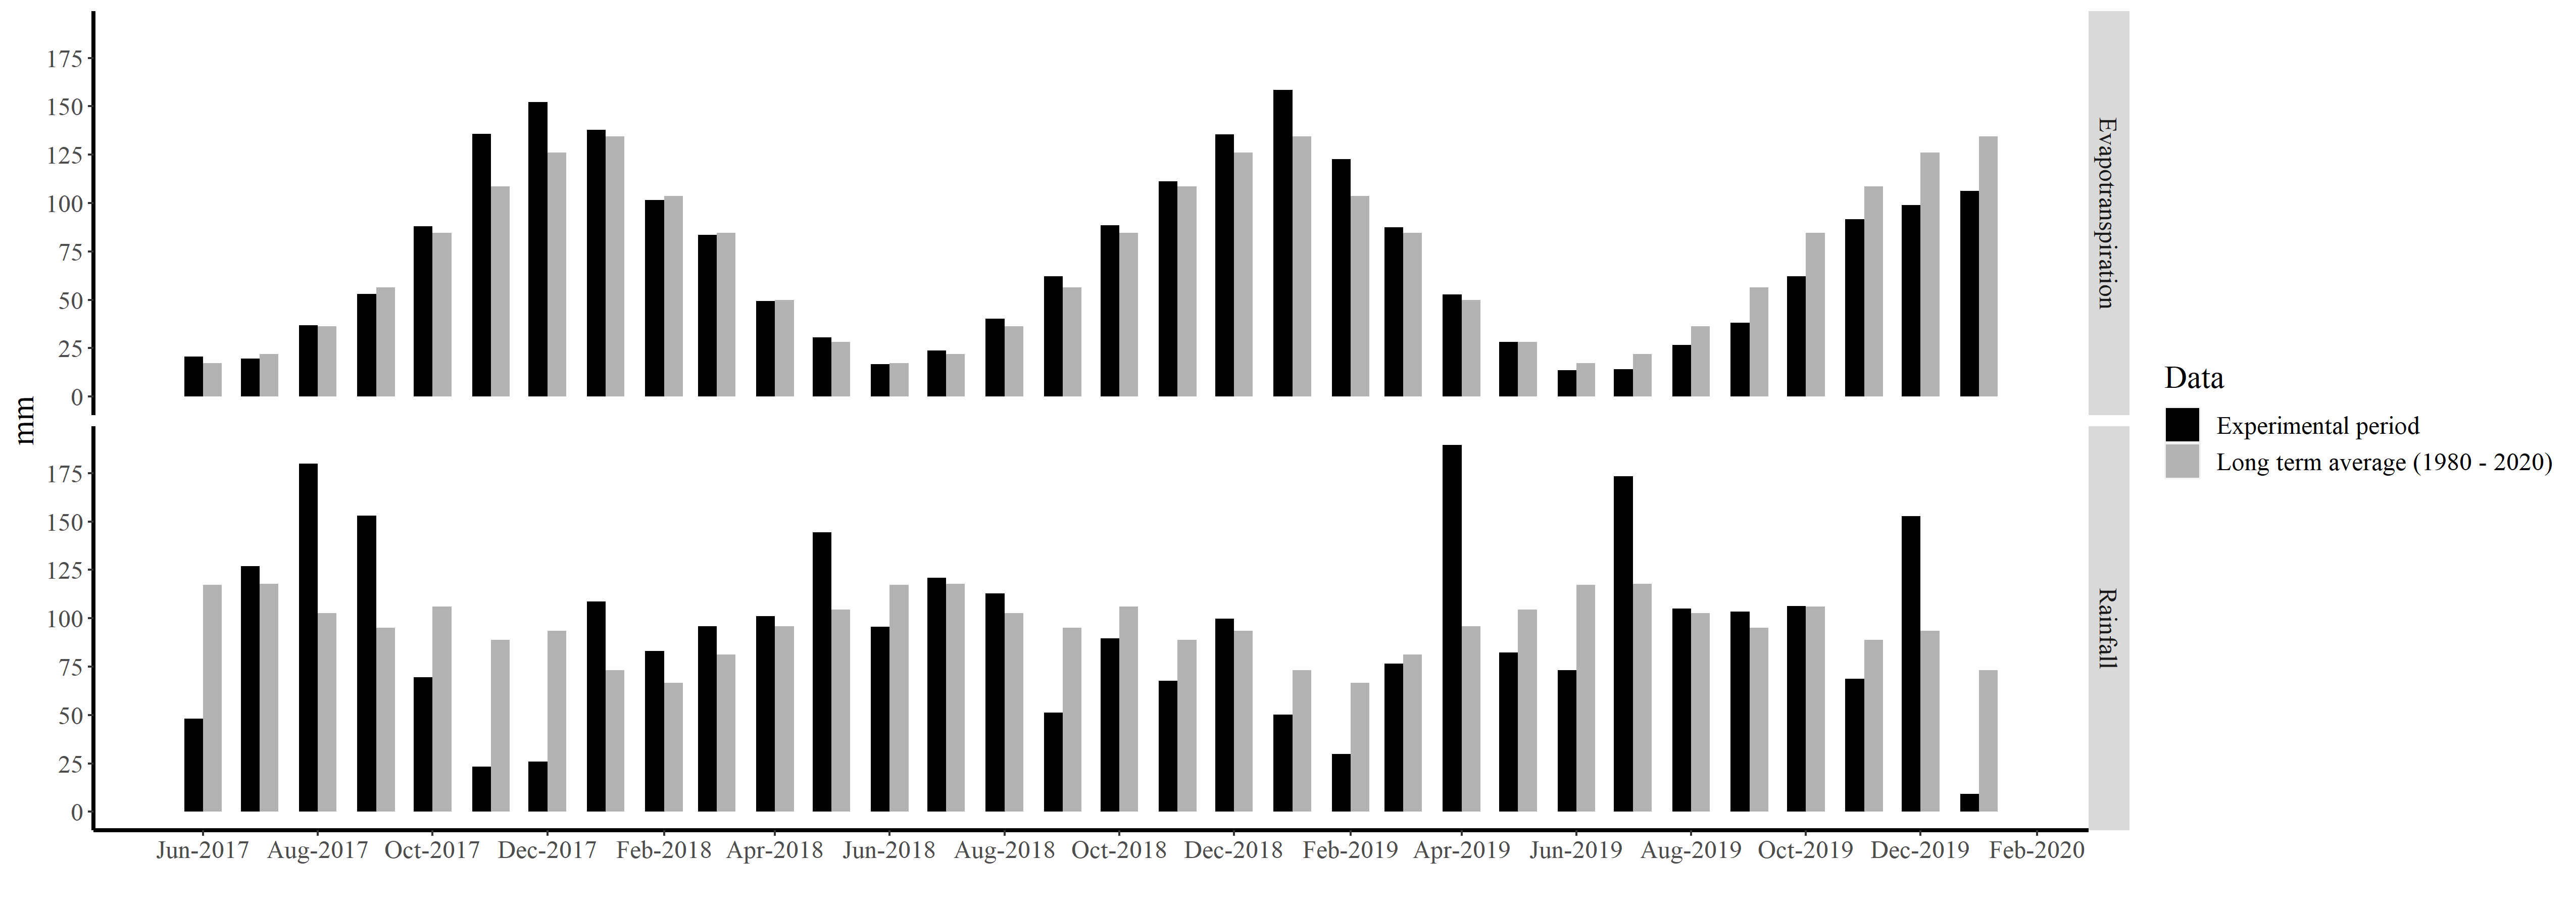 175
150
125
100
75
50
25
0
Evapotranspiration
mm
175
150
125
100
75
50
25
0
Rainfall
Jun-2017 Aug-2017 Oct-2017 Dec-2017 Feb-2018 Apr-2018 Jun-2018 Aug-2018 Oct-2018 Dec-2018 Feb-2019 Apr-2019 Jun-2019 Aug-2019 Oct-2019 Dec-2019 Feb-2020
Data
Experimental period
Long term average (1980 - 2020)